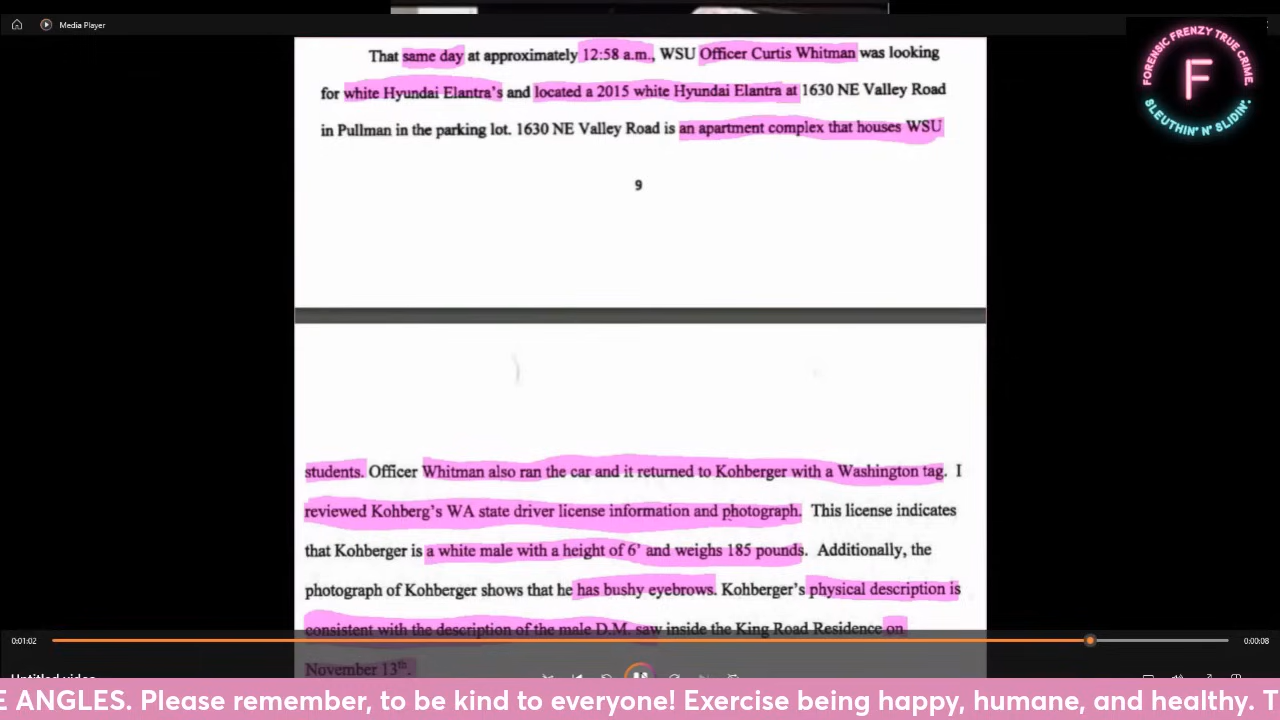 Media Player
FORENSIC FRENZY TRUE CRIME
F
SLEUTHIN' N' SLIDIN'.
That same day at approximately 12:58 a.m., WSU Officer Curtis Whitman was looking
for white Hyundai Elantra's and located a 2015 white Hyundai Elantra at 1630 NE Valley Road
in Pullman in the parking lot. 1630 NE Valley Road is an apartment complex that houses WSU
9
students. Officer Whitman also ran the car and it returned to Kohberger with a Washington tag. I
reviewed Kohberg's WA state driver license information and photograph. This license indicates
that Kohberger is a white male with a height of 6' and weighs 185 pounds. Additionally, the
photograph of Kohberger shows that he has bushy eyebrows. Kohberger's physical description is
consistent with the description of the male D.M. saw inside the King Road Residence on
0:01:02
0:00:08
November 13th.
Untitled video
E ANGLES. Please remember, to be kind to everyone! Exercise being happy, humane, and healthy. T